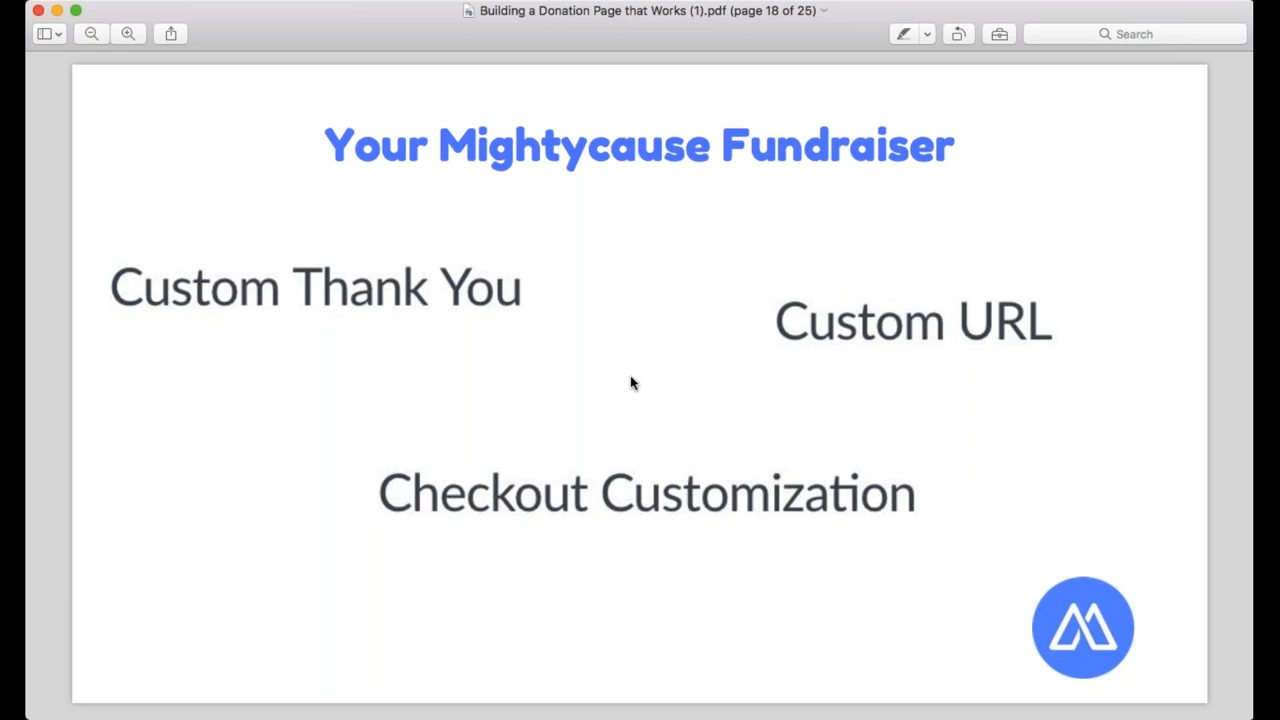 Building a Donation Page that Works (1).pdf (page 18 of 25)
Search
Your Mightycause Fundraiser
Custom Thank You
Custom URL
Checkout Customization